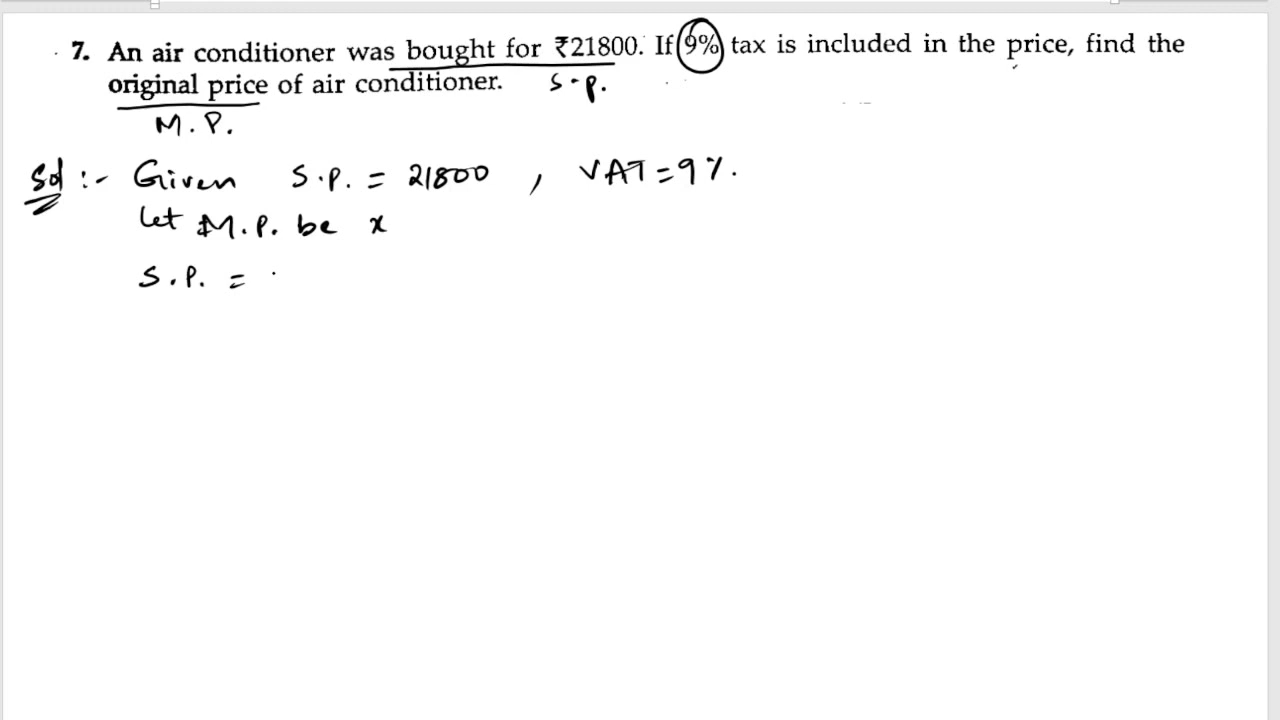 7. An air conditioner was bought for ₹21800. If 9% tax is included in the price, find the
original price of air conditioner. S.P.
M.P.
Sol :- Given S.P. = 21800 , VAT = 9%.
Let M.P. be x
S.P. =